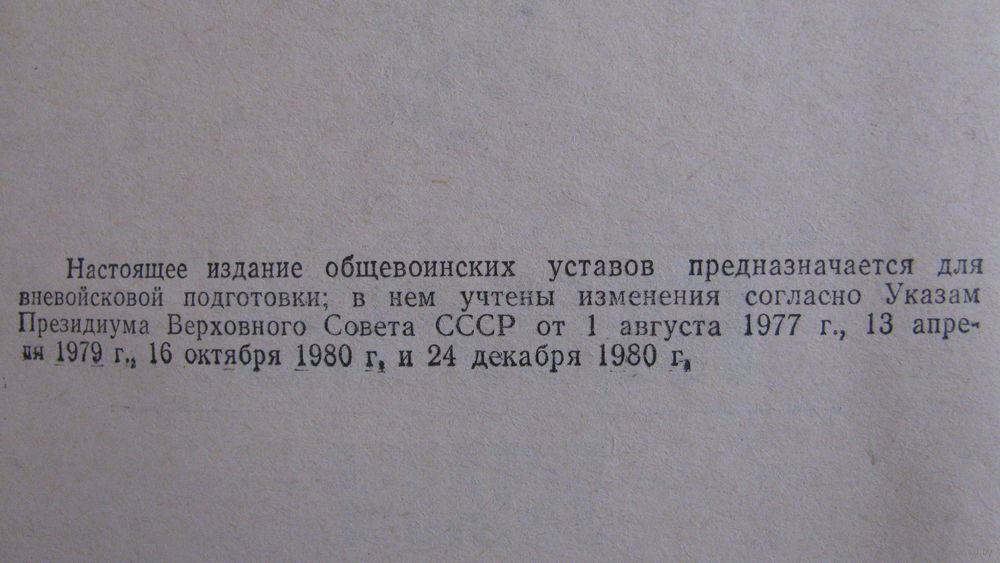 Настоящее издание общевоинских уставов предназначается для
вневойсковой подготовки; в нем учтены изменения согласно Указам
Президиума Верховного Совета СССР от 1 августа 1977 г., 13 апре-
ля 1979 г., 16 октября 1980 г. и 24 декабря 1980 г.